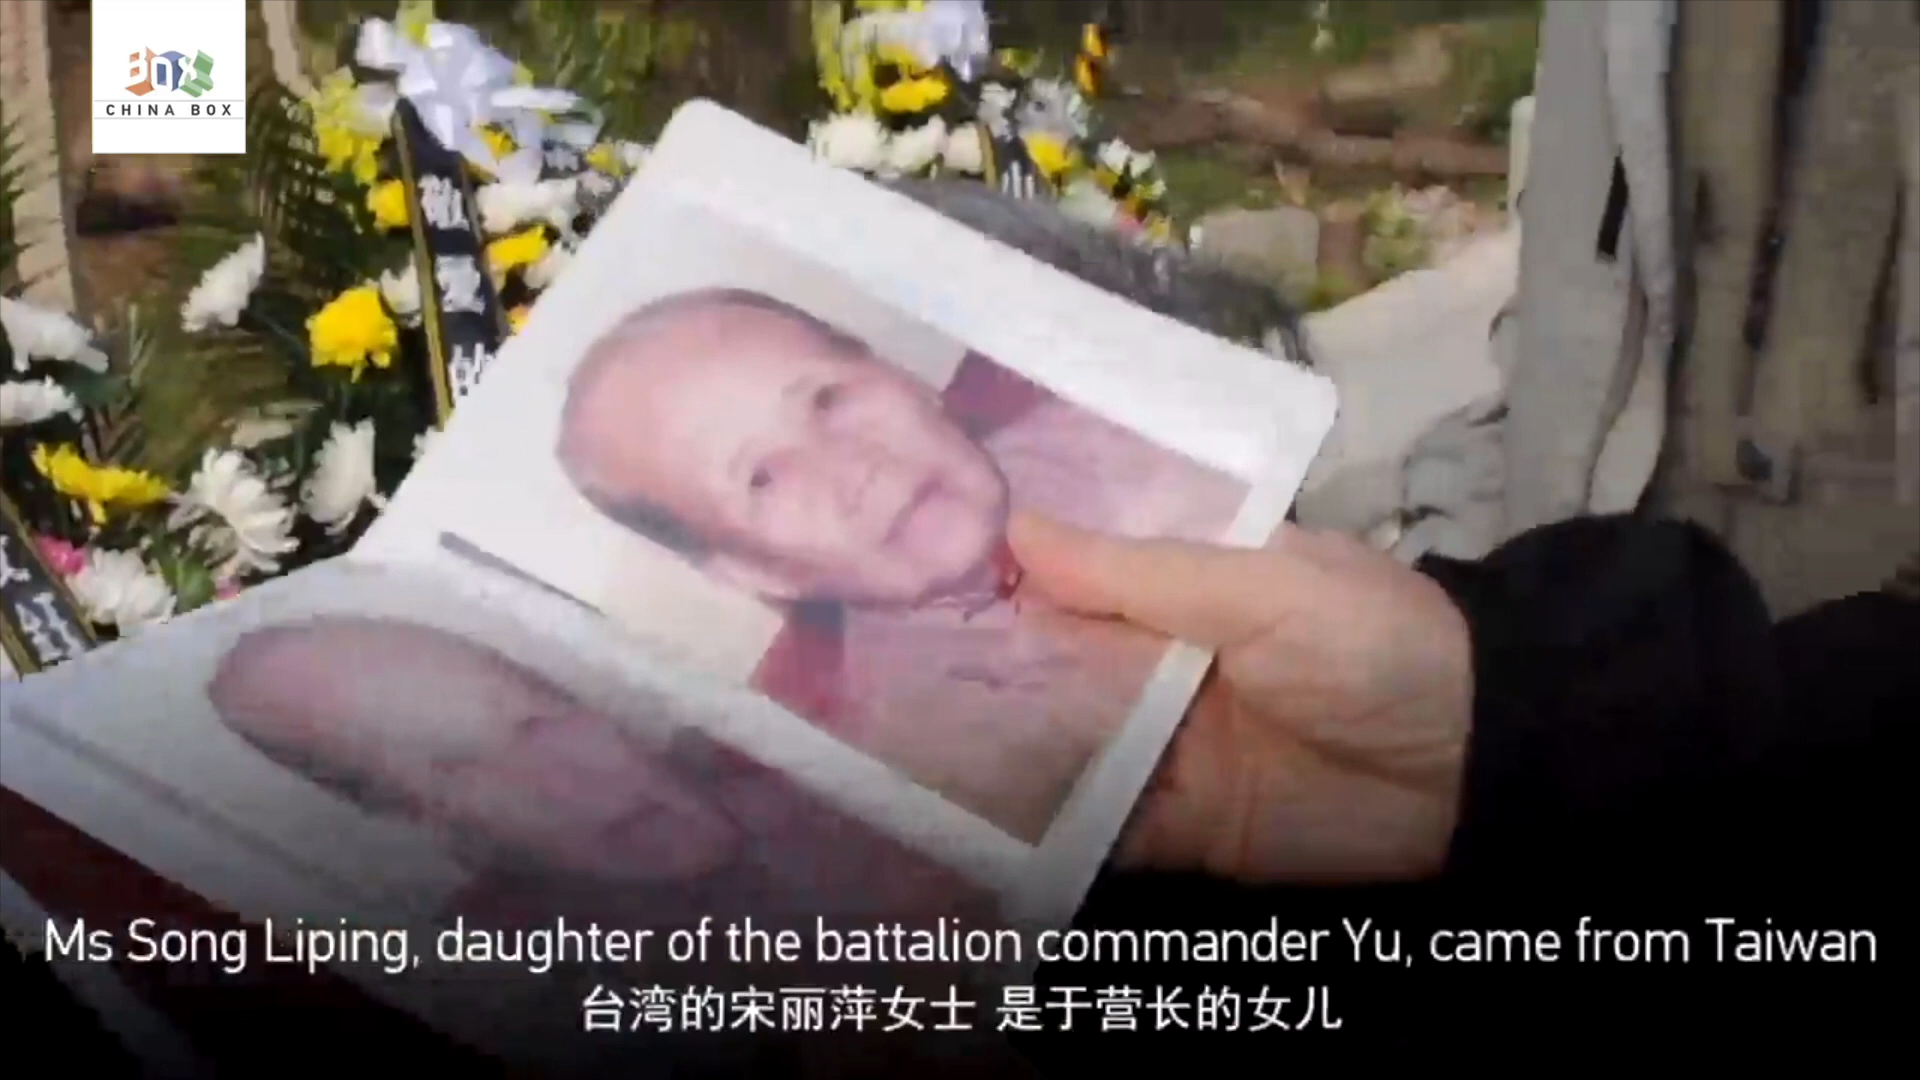 BOX
CHINA BOX
Ms Song Liping, daughter of the battalion commander Yu, came from Taiwan
台湾的宋丽萍女士 是于营长的女儿